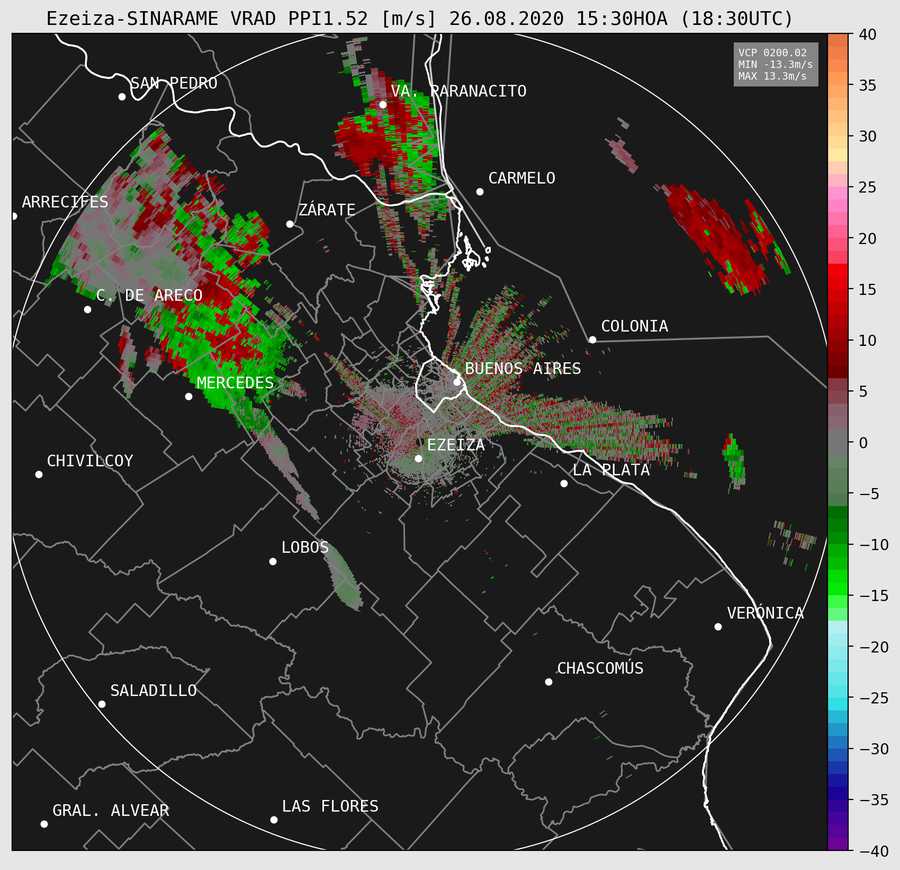 Ezeiza-SINARAME VRAD PPI1.52 [m/s] 26.08.2020 15:30HOA (18:30UTC)
VCP 0200.02
MIN -13.3m/s
MAX 13.3m/s
SAN PEDRO
VA. PARANACITO
CARMELO
ARRECIFES
ZÁRATE
C. DE ARECO
COLONIA
BUENOS AIRES
MERCEDES
EZEIZA
CHIVILCOY
LA PLATA
LOBOS
VERÓNICA
CHASCOMÚS
SALADILLO
GRAL. ALVEAR
LAS FLORES
40
35
30
25
20
15
10
5
0
−5
−10
−15
−20
−25
−30
−35
−40